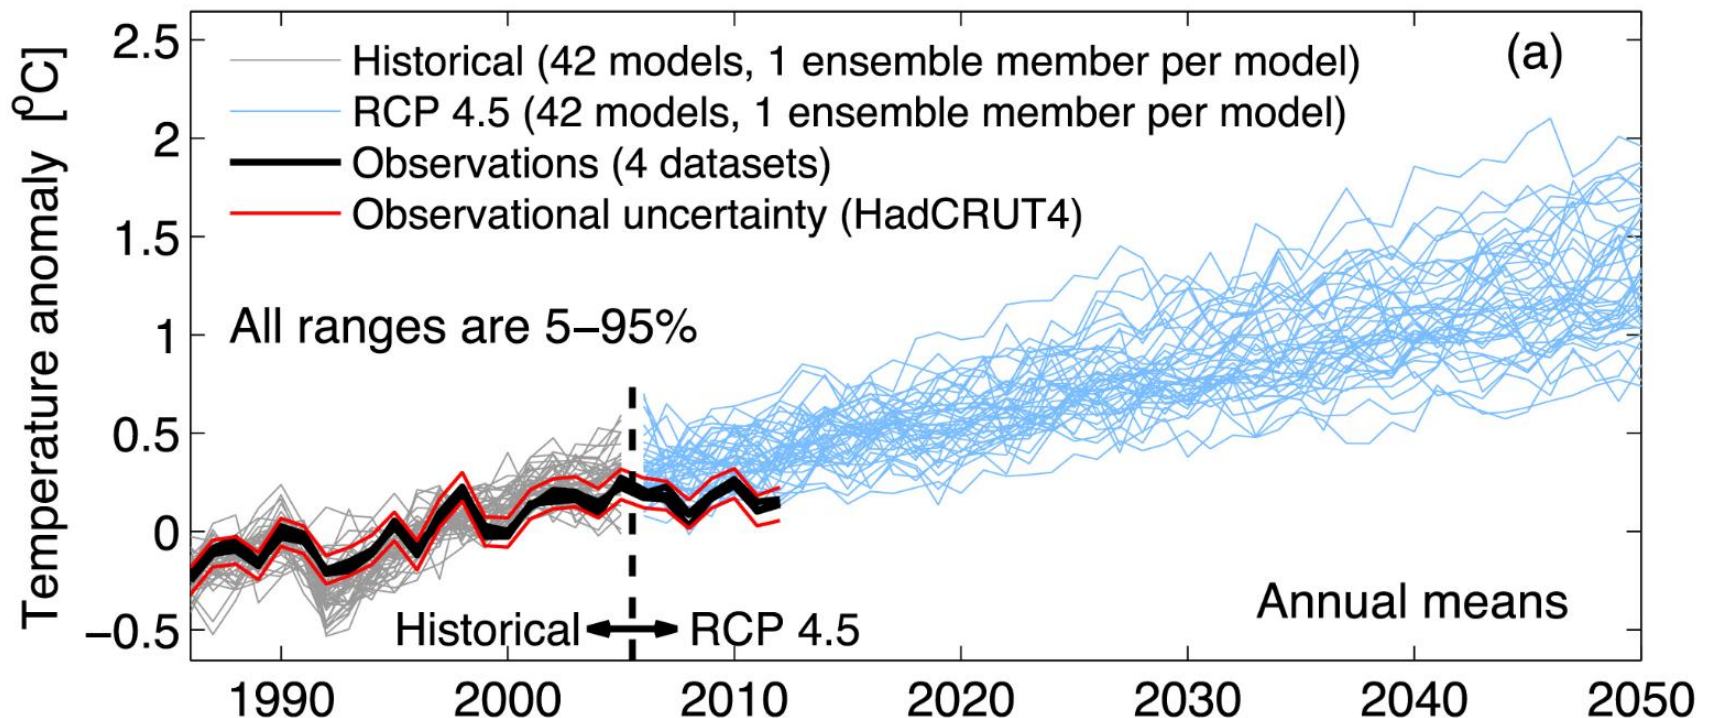 Temperature anomaly [ºC]
2.5
2
1.5
1
0.5
0
−0.5
Historical (42 models, 1 ensemble member per model)
RCP 4.5 (42 models, 1 ensemble member per model)
Observations (4 datasets)
Observational uncertainty (HadCRUT4)
(a)
All ranges are 5−95%
Historical RCP 4.5
Annual means
1990 2000 2010 2020 2030 2040 2050